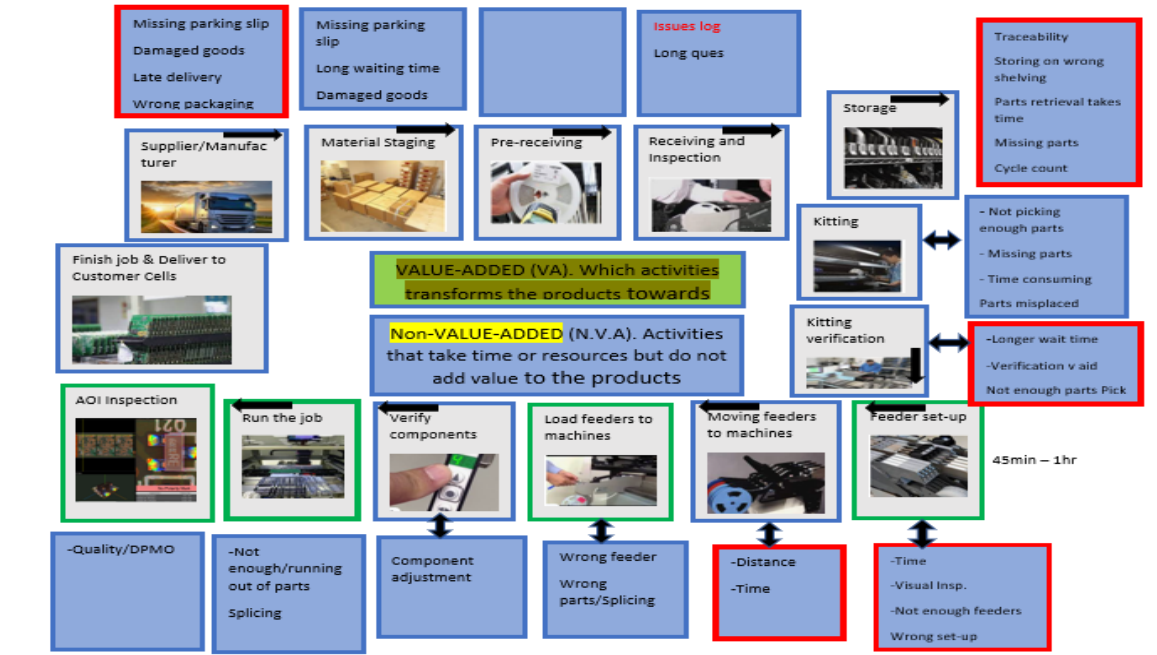 Missing parking slip
Damaged goods
Late delivery
Wrong packaging
Missing parking
slip
Long waiting time
Damaged goods
Issues log
Long ques
Traceability
Storing on wrong
shelving
Parts retrieval takes
time
Missing parts
Cycle count
Supplier/Manufac
turer
Material Staging
Pre-receiving
Receiving and
Inspection
Storage
Kitting
- Not picking
enough parts
- Missing parts
- Time consuming
Parts misplaced
Finish job & Deliver to
Customer Cells
VALUE-ADDED (VA). Which activities
transforms the products towards
Non-VALUE-ADDED (N.V.A). Activities
that take time or resources but do not
add value to the products
Kitting
verification
-Longer wait time
-Verification v aid
Not enough parts Pick
AOI Inspection
Run the job
Verify
components
Load feeders to
machines
Moving feeders
to machines
Feeder set-up
45min – 1hr
-Quality/DPMO
-Not
enough/running
out of parts
Splicing
Component
adjustment
Wrong feeder
Wrong
parts/Splicing
-Distance
-Time
-Time
-Visual Insp.
-Not enough feeders
Wrong set-up